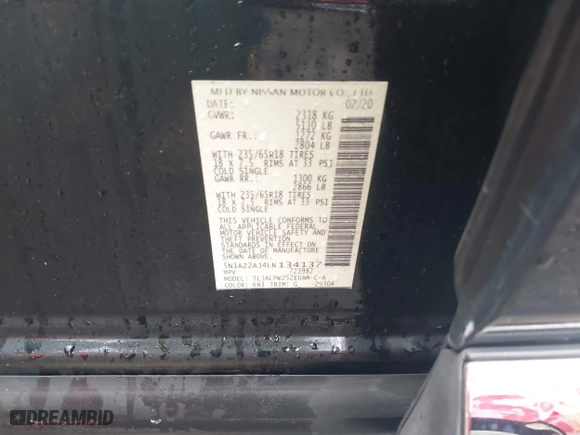 MFD BY NISSAN MOTOR CO., LTD
DATE: 02/20
GVWR: 2318 KG
5110 LB
GAWR FR.: 1272 KG
2804 LB
WITH 235/65R18 TIRES
18 X 7.5 RIMS AT 33 PSI
COLD SINGLE
GAWR RR.: 1300 KG
2866 LB
WITH 235/65R18 TIRES
18 X 7.5 RIMS AT 33 PSI
COLD SINGLE
THIS VEHICLE CONFORMS TO
ALL APPLICABLE FEDERAL
MOTOR VEHICLE SAFETY AND
STANDARDS IN EFFECT ON
THE DATE OF MANUFACTURE
SHOWN ABOVE.
5N1AZ2AJ4LN134137
MPV 223982
MODEL: TLJALPWZ52EUAM-C-A
COLOR: KH3 TRIM: G
DREAMBID